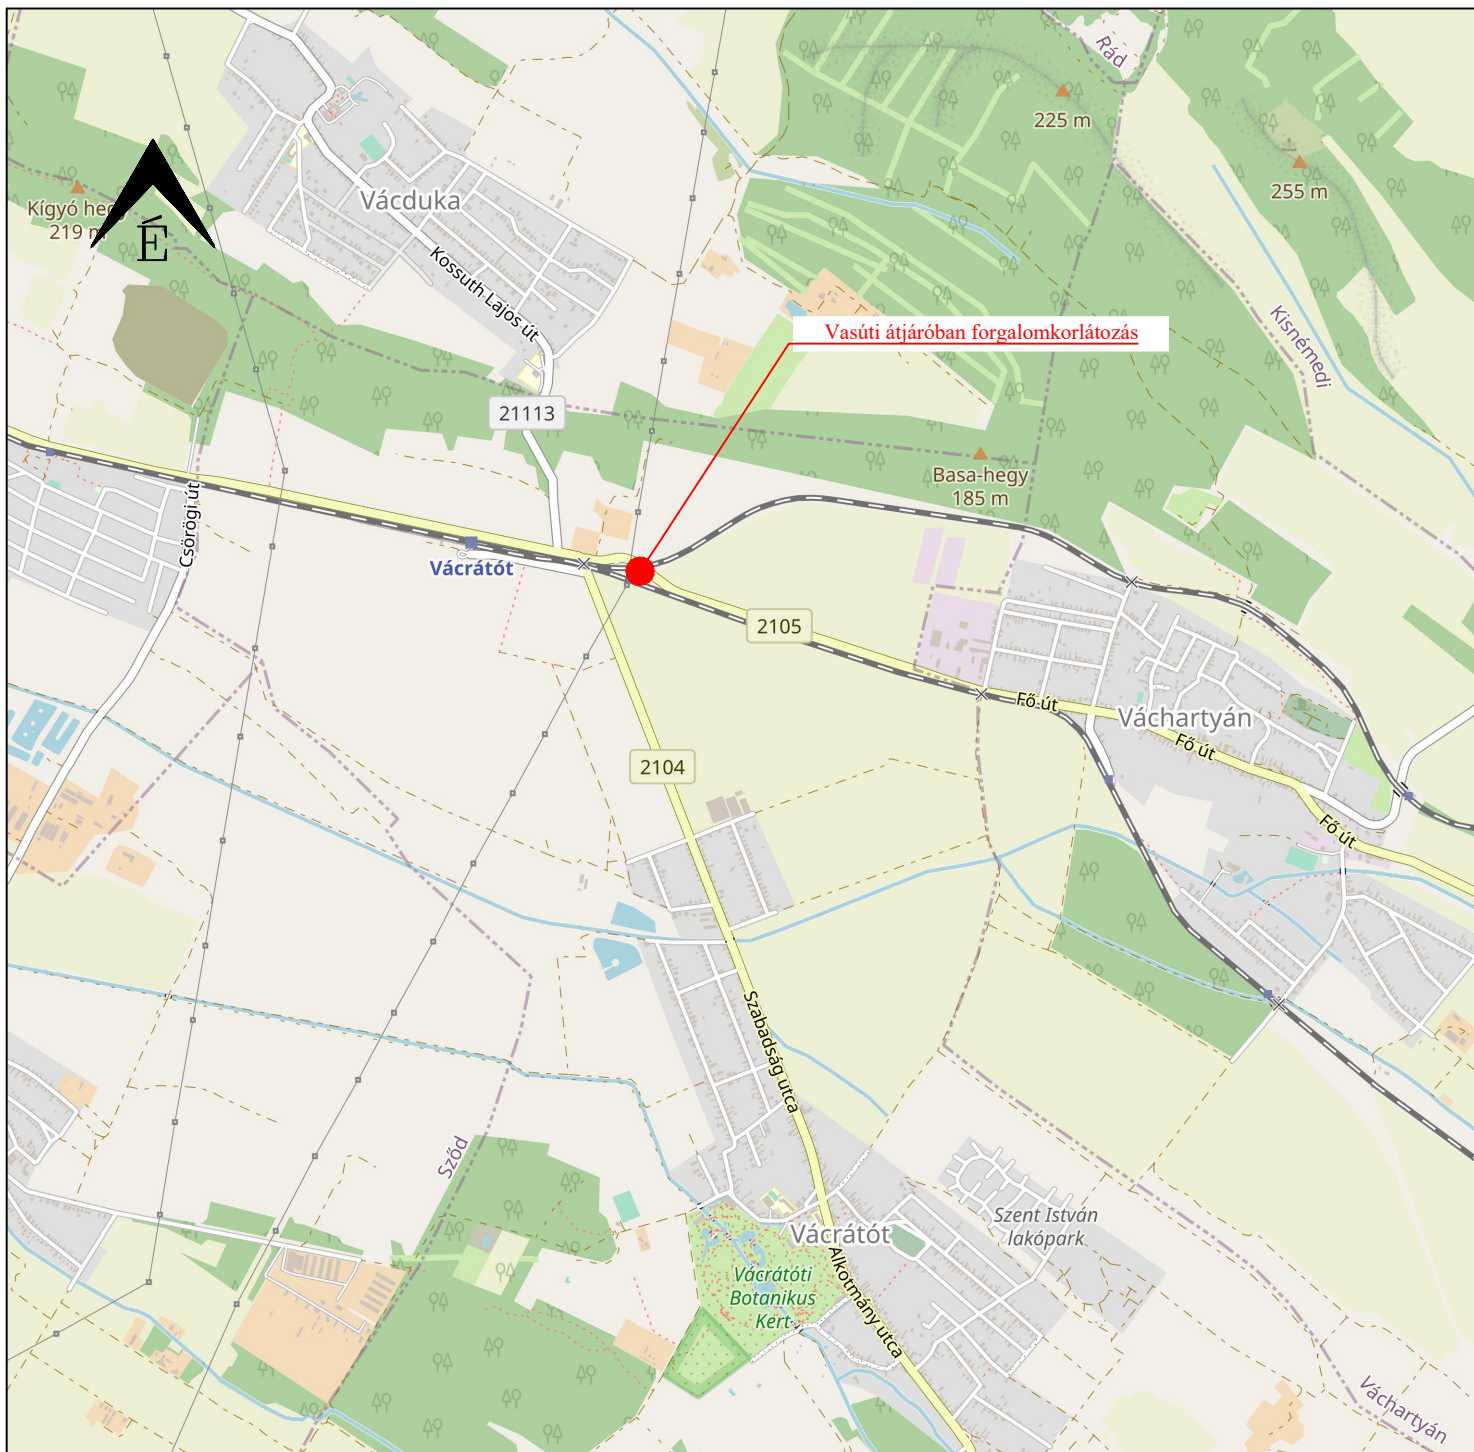 Rád
225 m
255 m
Vácduka
Kígyó hegy
219 m
É
Kossuth Lajos út
Kisnémedi
Vasúti átjáróban forgalomkorlátozás
21113
Basa-hegy
185 m
Csörögi út
Vácrátót
2105
Fő út
Váchartyán
Fő út
2104
Fő út
Szabadság utca
Sződ
Szent István
lakópark
Vácrátót
Alkotmány utca
Vácrátóti
Botanikus
Kert
Váchartyán